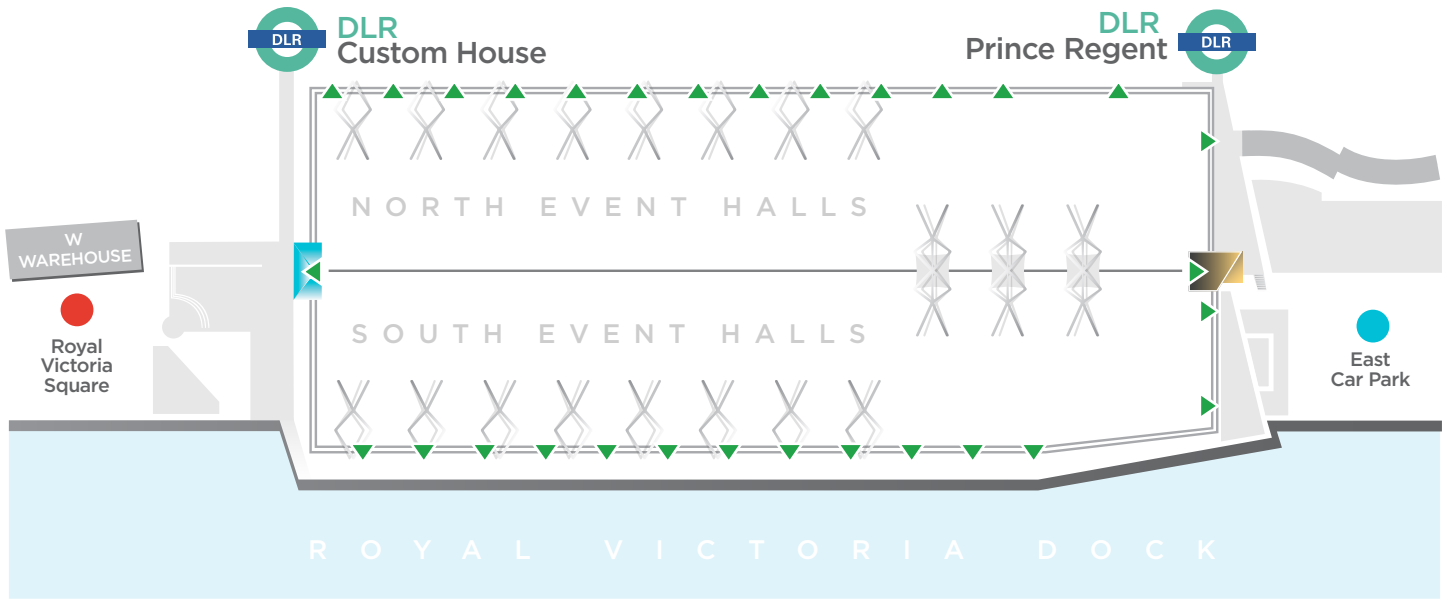 DLR
DLR
Custom House
DLR
Prince Regent
DLR
NORTH EVENT HALLS
W
WAREHOUSE
SOUTH EVENT HALLS
Royal
Victoria
Square
East
Car Park
ROYAL VICTORIA DOCK